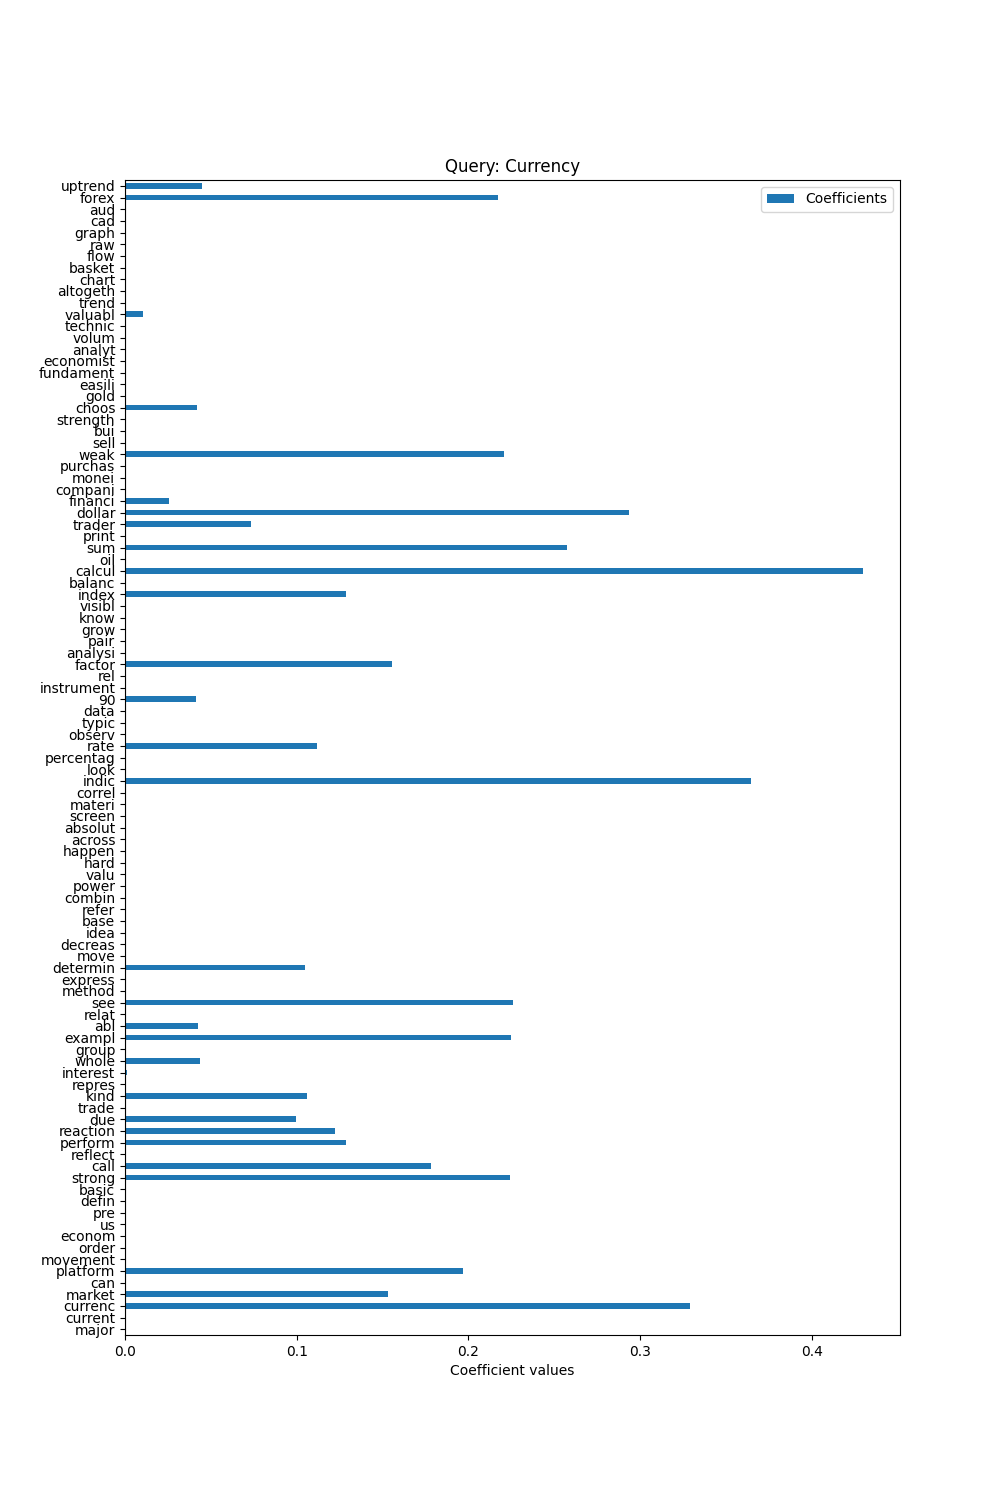 Query: Currency
Coefficients
uptrend
forex
aud
cad
graph
raw
flow
basket
chart
altogeth
trend
valuabl
technic
volum
analyt
economist
fundament
easili
gold
choos
strength
bui
sell
weak
purchas
monei
compani
financi
dollar
trader
print
sum
oil
calcul
balanc
index
visibl
know
grow
pair
analysi
factor
rel
instrument
90
data
typic
observ
rate
percentag
look
indic
correl
materi
screen
absolut
across
happen
hard
valu
power
combin
refer
base
idea
decreas
move
determin
express
method
see
relat
abl
exampl
group
whole
interest
repres
kind
trade
due
reaction
perform
reflect
call
strong
basic
defin
pre
us
econom
order
movement
platform
can
market
currenc
current
major
0.0 0.1 0.2 0.3 0.4
Coefficient values